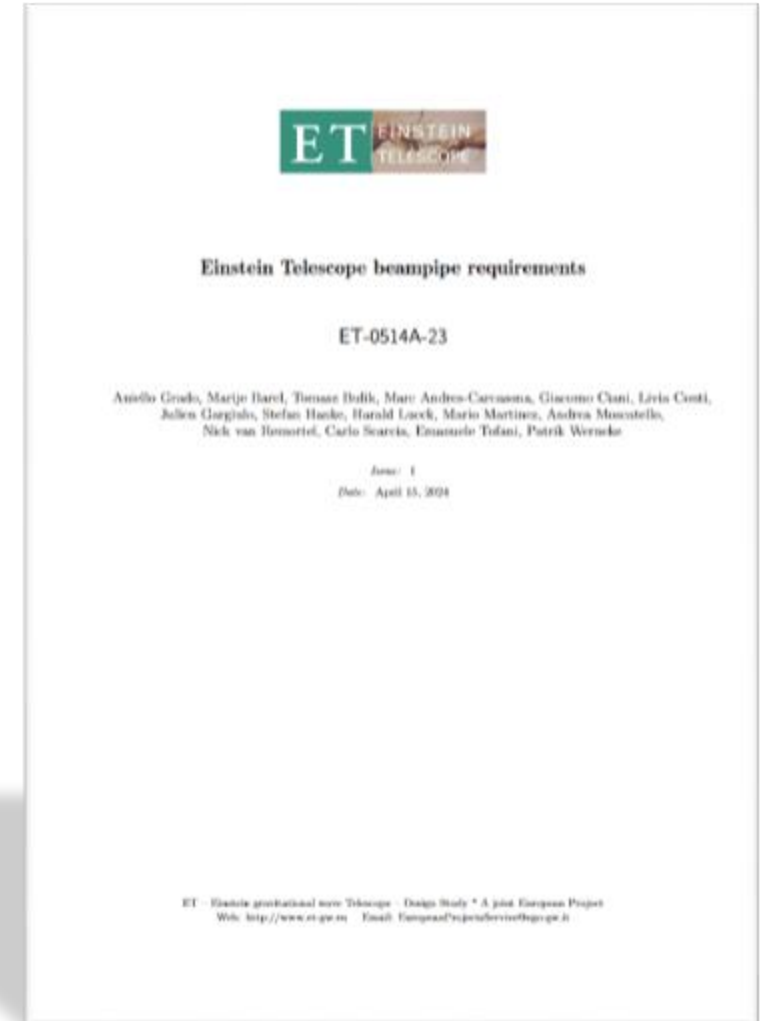 ET EINSTEIN
TELESCOPE
Einstein Telescope beampipe requirements
ET-0514A-23
Aniello Grado, Martje Barel, Tomasz Bulik, Marc Andres-Carcasona, Giacomo Ciani, Livia Conti,
Julien Gargiulo, Stefan Hanke, Harald Lueck, Mario Martinez, Andrea Moscatello,
Nick van Remortel, Carlo Scarcia, Emanuele Tofani, Patrik Werneke
Issue: 1
Date: April 15, 2024
ET - Einstein gravitational wave Telescope - Design Study * A joint European Project
Web: http://www.et-gw.eu Email: